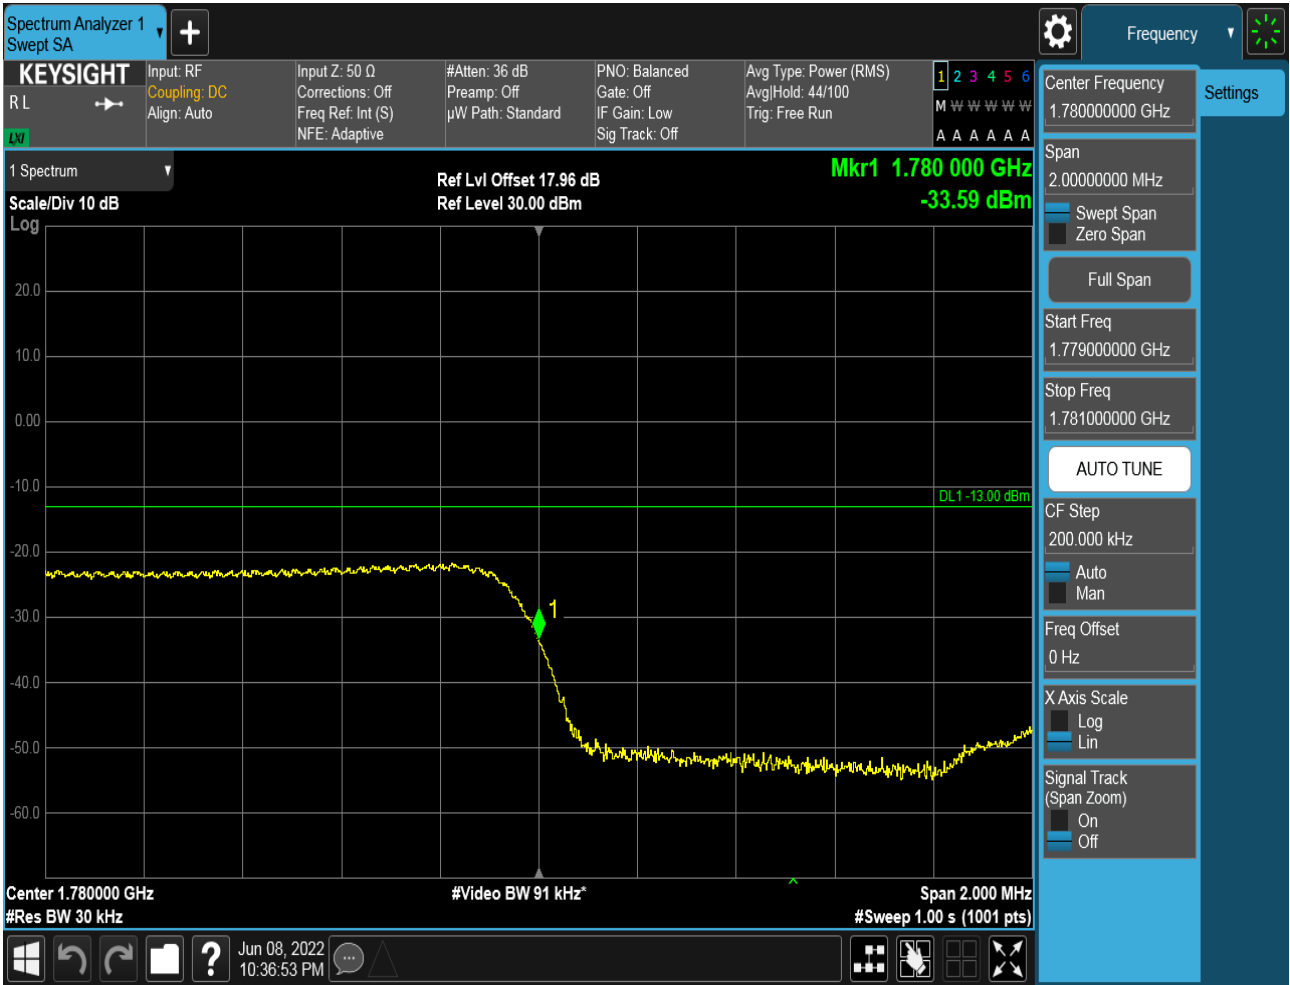 Spectrum Analyzer 1
Swept SA
Frequency
KEYSIGHT
R L
LXI
Input: RF
Coupling: DC
Align: Auto
Input Z: 50 Ω
Corrections: Off
Freq Ref: Int (S)
NFE: Adaptive
#Atten: 36 dB
Preamp: Off
µW Path: Standard
PNO: Balanced
Gate: Off
IF Gain: Low
Sig Track: Off
Avg Type: Power (RMS)
Avg|Hold: 44/100
Trig: Free Run
1 2 3 4 5 6
M W W W W W
A A A A A A
1 Spectrum
Scale/Div 10 dB
Log
Ref Lvl Offset 17.96 dB
Ref Level 30.00 dBm
Mkr1 1.780 000 GHz
-33.59 dBm
20.0
10.0
0.00
-10.0
-20.0
-30.0
-40.0
-50.0
-60.0
DL1 -13.00 dBm
1
Center 1.780000 GHz
#Res BW 30 kHz
#Video BW 91 kHz*
Span 2.000 MHz
#Sweep 1.00 s (1001 pts)
Center Frequency
1.780000000 GHz
Settings
Span
2.00000000 MHz
Swept Span
Zero Span
Full Span
Start Freq
1.779000000 GHz
Stop Freq
1.781000000 GHz
AUTO TUNE
CF Step
200.000 kHz
Auto
Man
Freq Offset
0 Hz
X Axis Scale
Log
Lin
Signal Track
(Span Zoom)
On
Off
?
Jun 08, 2022
10:36:53 PM